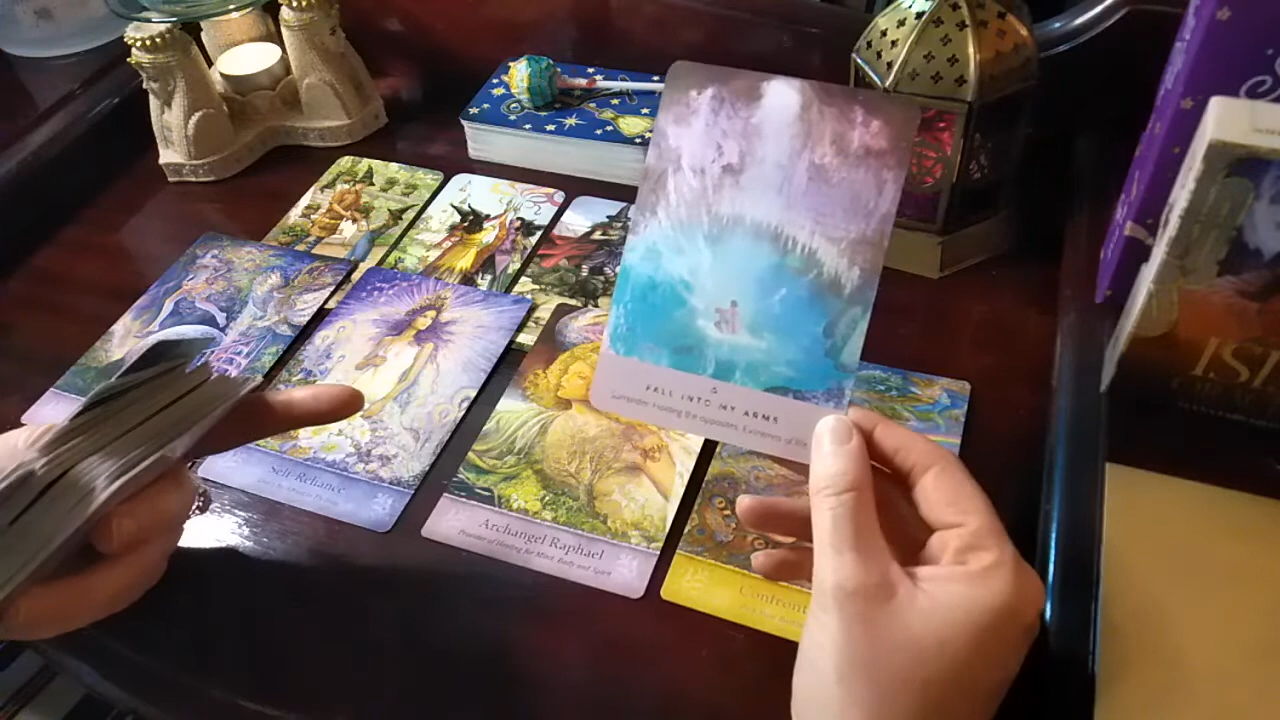 FALL INTO MY ARMS
Surrender. Holding the opposites. Extremes of life
Self-Reliance
Archangel Raphael
Provider of Healing for Mind, Body and Spirit
Confront
ISI